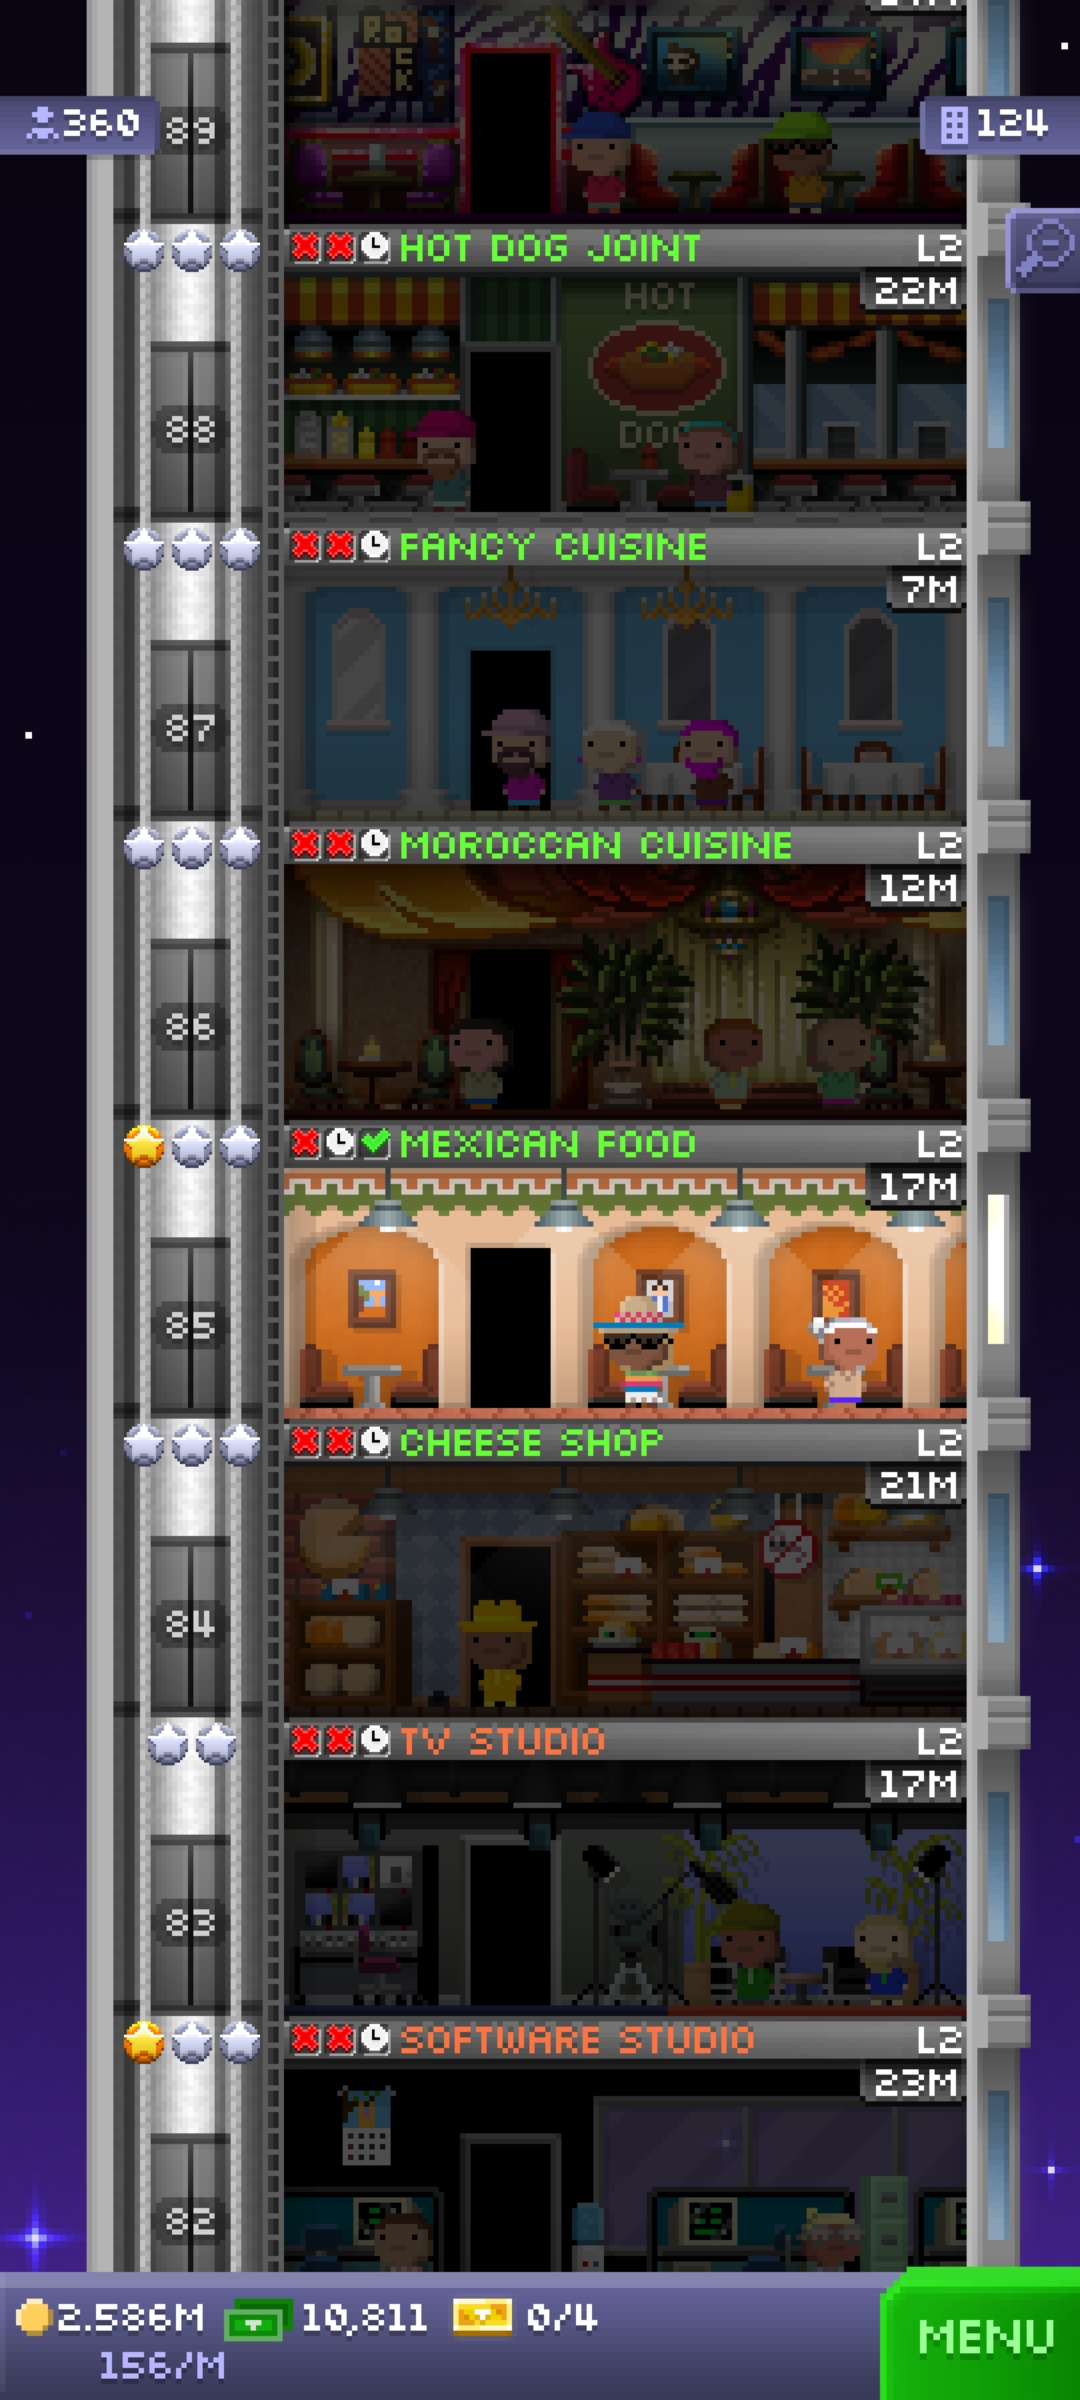 ROCK
89
360
124
HOT DOG JOINT L2
22M
HOT
DOG
88
FANCY CUISINE L2
7M
87
MOROCCAN CUISINE L2
12M
86
MEXICAN FOOD L2
17M
85
CHEESE SHOP L2
21M
84
TV STUDIO L2
17M
83
SOFTWARE STUDIO L2
23M
82
2.586M 10,811 0/4
156/M
MENU